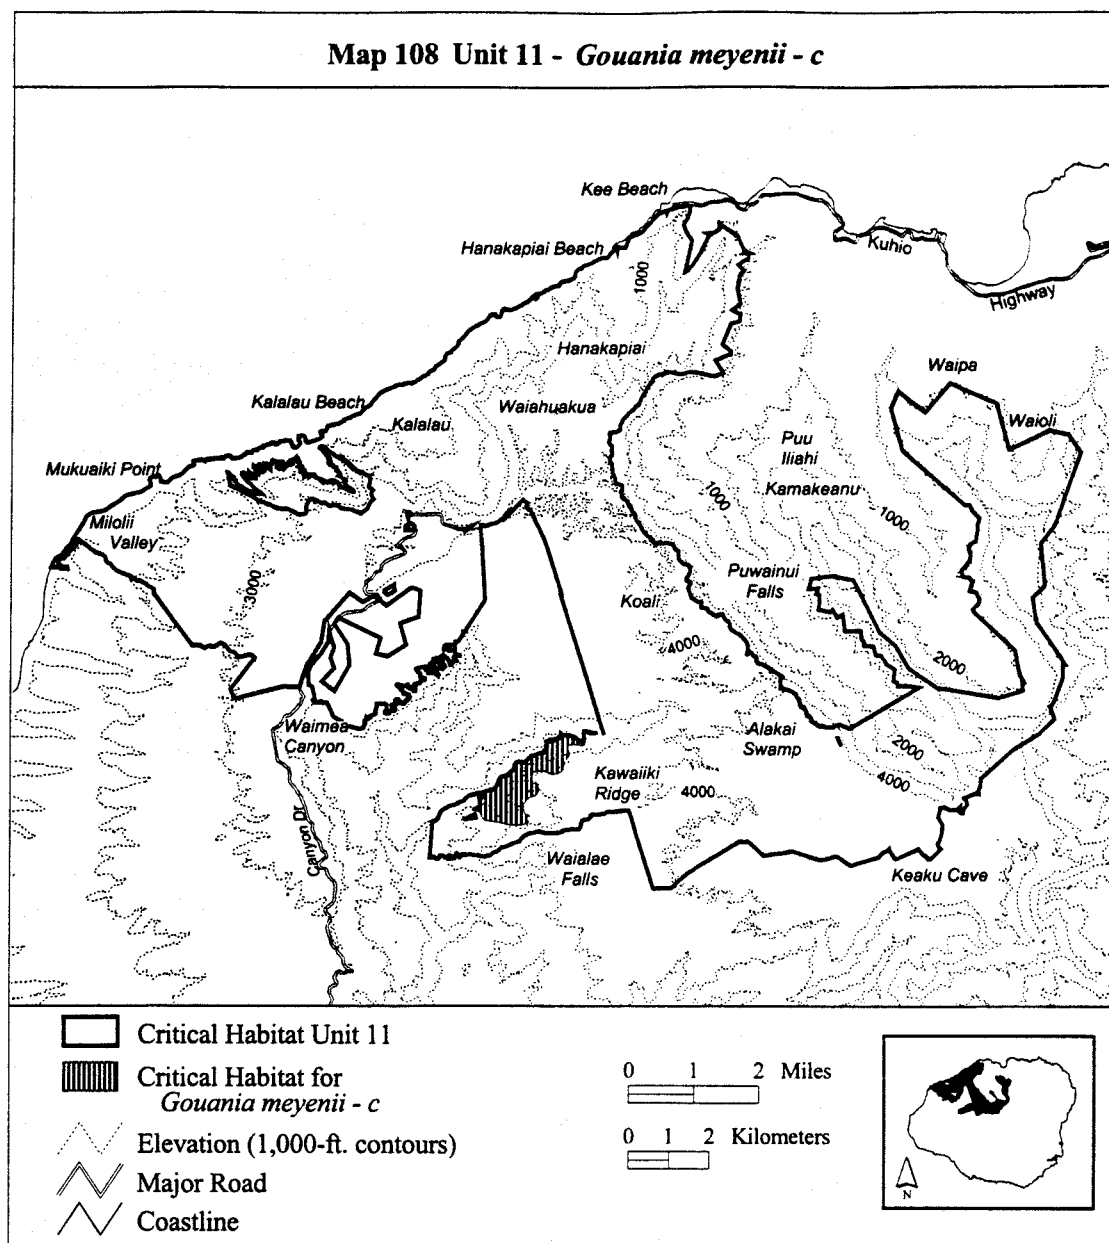 Map 108 Unit 11 - Gouania meyenii - c
Kee Beach
Hanakapiai Beach
Kuhio
Highway
1000
Hanakapiai
Waipa
Kalalau Beach
Waiahuakua
Waioli
Kalalau
Puu
Iliahi
Mukuaiki Point
Kamakeanu
1000
1000
Milolii
Valley
Puwainui
Falls
3000
Koali
4000
2000
Waimea
Canyon
Alakai
Swamp
2000
4000
Kawaiiki
Ridge
4000
Canyon Dr
Waialae
Falls
Keaku Cave
Critical Habitat Unit 11
Critical Habitat for
Gouania meyenii - c
Elevation (1,000-ft. contours)
Major Road
Coastline
0 1 2 Miles
0 1 2 Kilometers
N